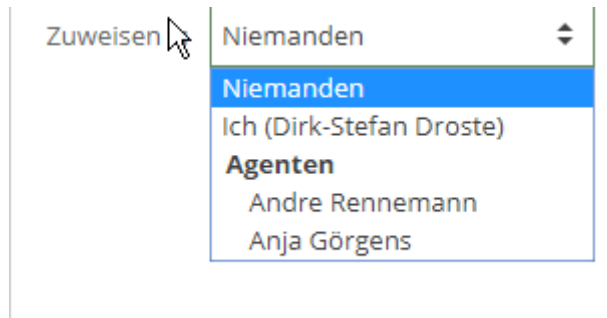 Zuweisen Niemanden
Niemanden
Ich (Dirk-Stefan Droste)
Agenten
Andre Rennemann
Anja Görgens